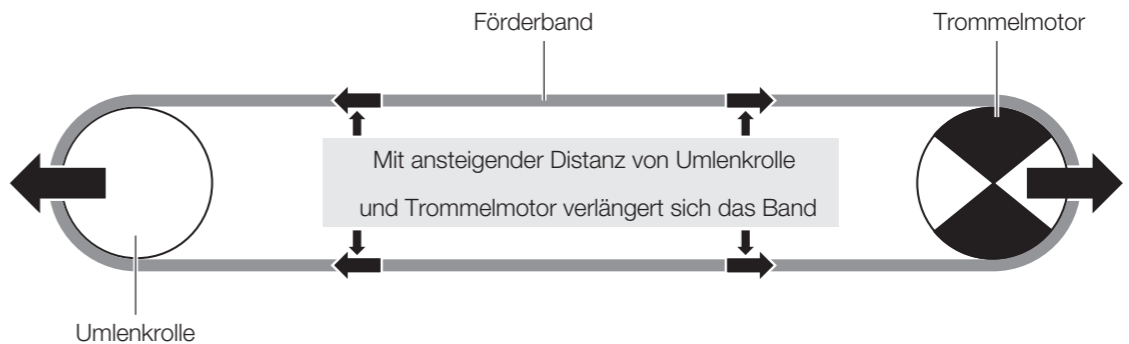 Förderband
Trommelmotor
Mit ansteigender Distanz von Umlenkrolle
und Trommelmotor verlängert sich das Band
Umlenkrolle